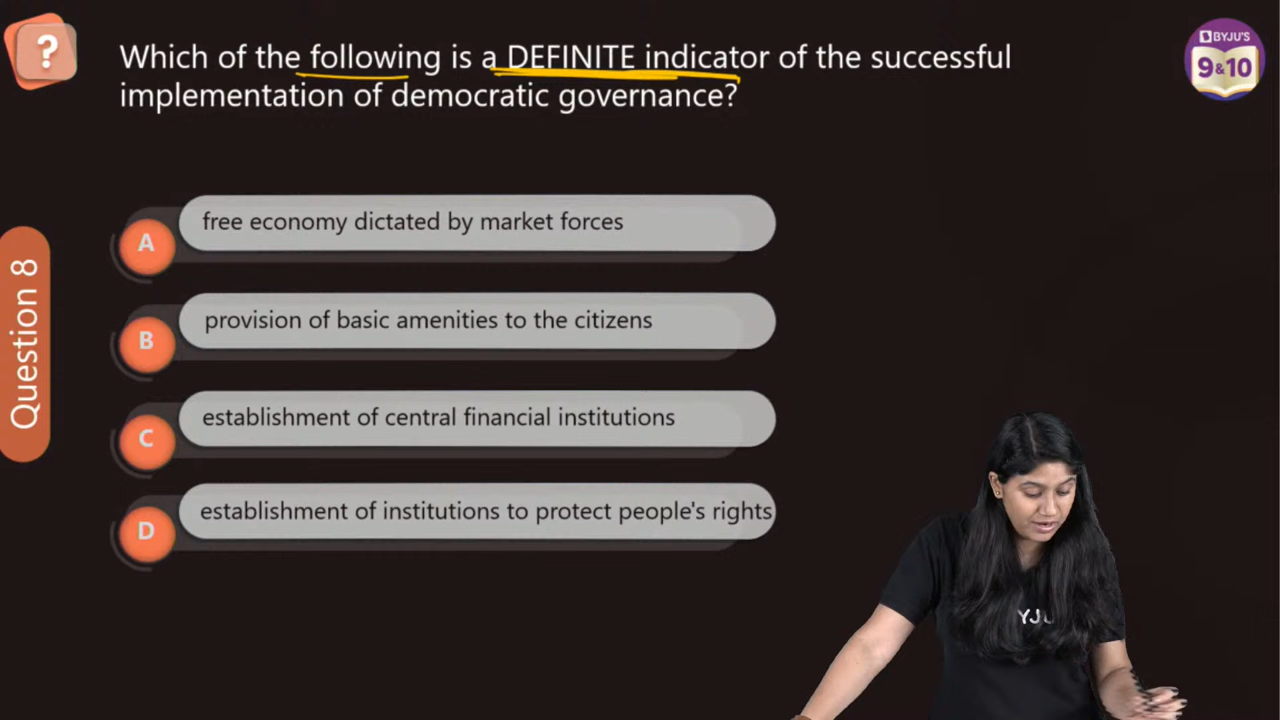 ?
Which of the following is a DEFINITE indicator of the successful
implementation of democratic governance?
BYJU'S
9&10
Question 8
A
free economy dictated by market forces
B
provision of basic amenities to the citizens
C
establishment of central financial institutions
D
establishment of institutions to protect people's rights
YJU